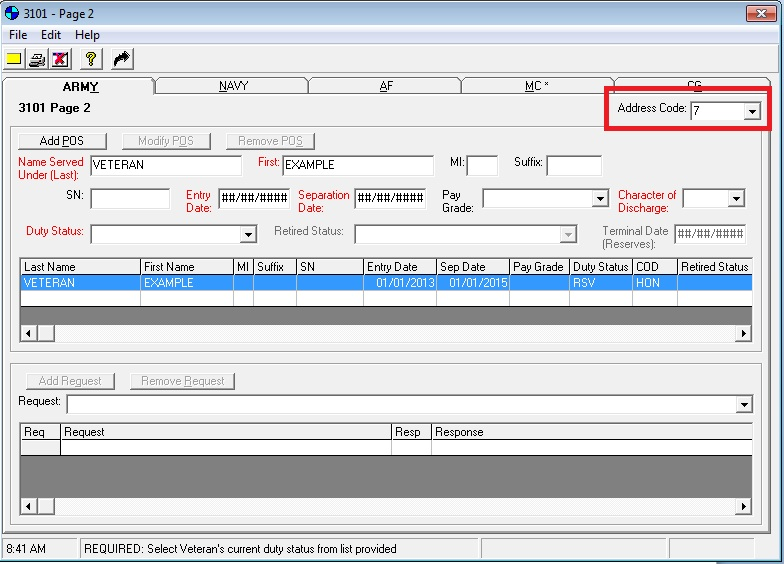 3101 - Page 2
File Edit Help
ARMY NAVY AF MC * CG
3101 Page 2 Address Code: 7
Add POS Modify POS Remove POS
Name Served Under (Last): VETERAN First: EXAMPLE MI: Suffix:
SN: Entry Date: ##/##/#### Separation Date: ##/##/#### Pay Grade: Character of Discharge:
Duty Status: Retired Status: Terminal Date (Reserves): ##/##/####
Last Name First Name MI Suffix SN Entry Date Sep Date Pay Grade Duty Status COD Retired Status
VETERAN EXAMPLE 01/01/2013 01/01/2015 RSV HON
Add Request Remove Request
Request:
Req Request Resp Response
8:41 AM REQUIRED: Select Veteran's current duty status from list provided